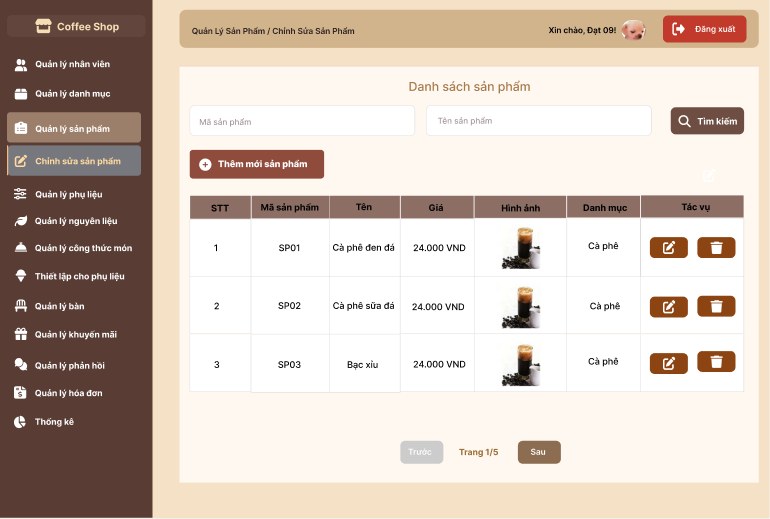 Coffee Shop
Quản lý nhân viên
Quản lý danh mục
Quản lý sản phẩm
Chỉnh sửa sản phẩm
Quản lý phụ liệu
Quản lý nguyên liệu
Quản lý công thức món
Thiết lập cho phụ liệu
Quản lý bàn
Quản lý khuyến mãi
Quản lý phản hồi
Quản lý hóa đơn
Thống kê
Quản Lý Sản Phẩm / Chỉnh Sửa Sản Phẩm
Xin chào, Đạt 09!
Đăng xuất
Danh sách sản phẩm
Mã sản phẩm
Tên sản phẩm
Tìm kiếm
Thêm mới sản phẩm
STT Mã sản phẩm Tên Giá Hình ảnh Danh mục Tác vụ
1 SP01 Cà phê đen đá 24.000 VND Cà phê
2 SP02 Cà phê sữa đá 24.000 VND Cà phê
3 SP03 Bạc xỉu 24.000 VND Cà phê
Trước Trang 1/5 Sau